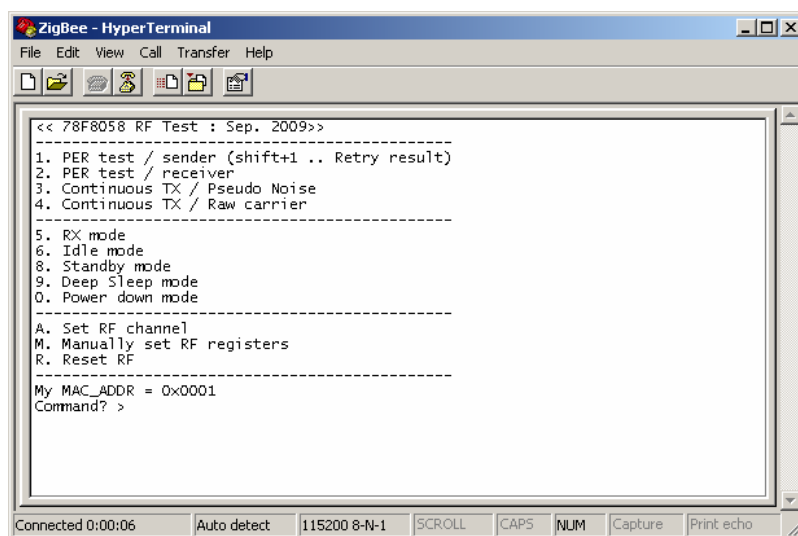 ZigBee - HyperTerminal
File Edit View Call Transfer Help
<< 78F8058 RF Test : Sep. 2009>>
--------------------------------------------------
1. PER test / sender (shift+1 .. Retry result)
2. PER test / receiver
3. Continuous TX / Pseudo Noise
4. Continuous TX / Raw carrier
--------------------------------------------------
5. RX mode
6. Idle mode
8. Standby mode
9. Deep Sleep mode
0. Power down mode
--------------------------------------------------
A. Set RF channel
M. Manually set RF registers
R. Reset RF
--------------------------------------------------
My MAC_ADDR = 0x0001
Command? >
Connected 0:00:06 Auto detect 115200 8-N-1 SCROLL CAPS NUM Capture Print echo